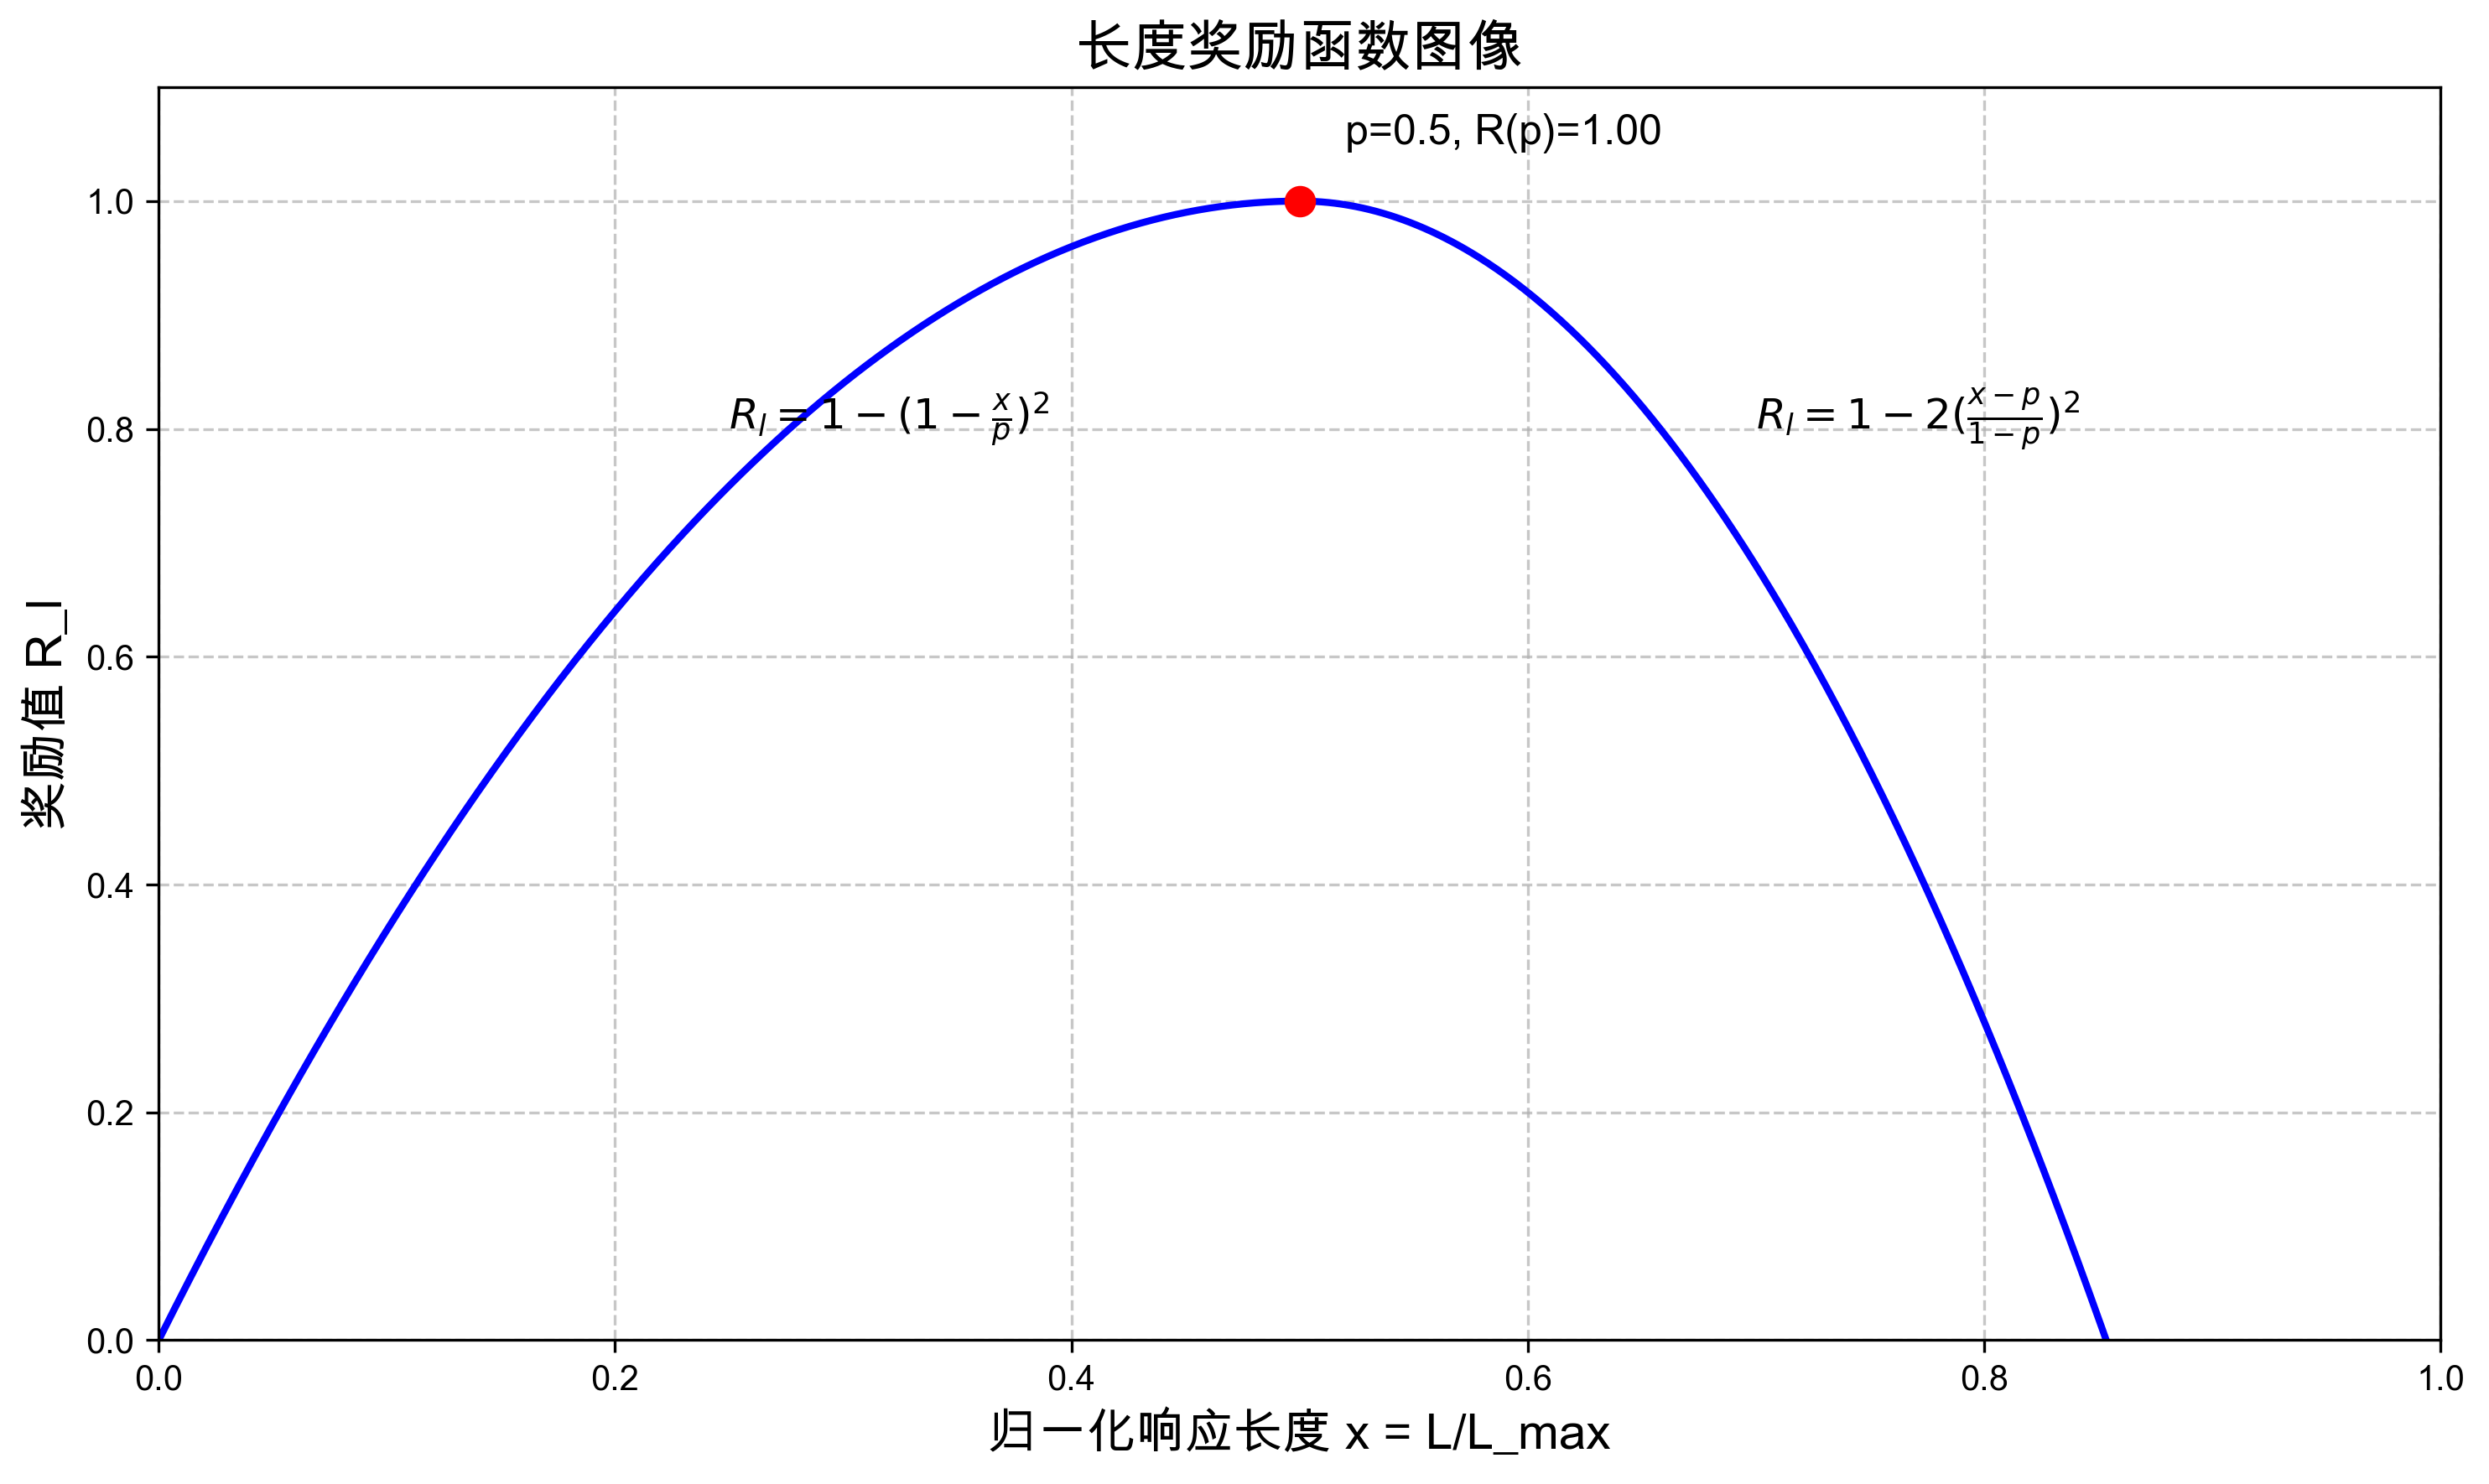 长度奖励函数图像
p=0.5, R(p)=1.00
1.0
0.8
0.6
0.4
0.2
0.0
奖励值 R_l
R_l = 1 − (1 − x/p)²
R_l = 1 − 2(x − p/1 − p)²
0.0 0.2 0.4 0.6 0.8 1.0
归一化响应长度 x = L/L_max